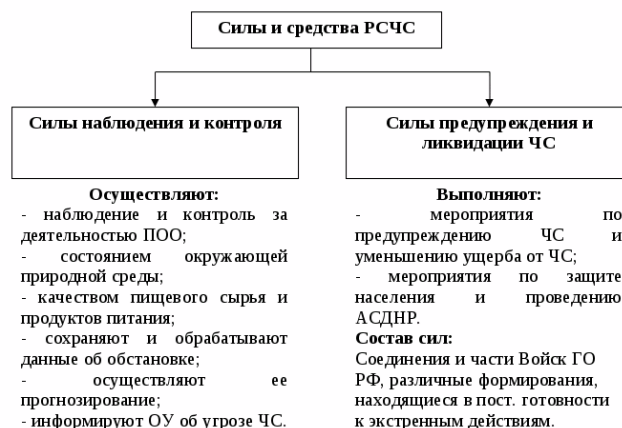 Силы и средства РСЧС
Силы наблюдения и контроля
Осуществляют:
- наблюдение и контроль за
деятельностью ПОО;
- состоянием окружающей
природной среды;
- качеством пищевого сырья и
продуктов питания;
- сохраняют и обрабатывают
данные об обстановке;
- осуществляют ее
прогнозирование;
- информируют ОУ об угрозе ЧС.
Силы предупреждения и
ликвидации ЧС
Выполняют:
- мероприятия по
предупреждению ЧС и
уменьшению ущерба от ЧС;
- мероприятия по защите
населения и проведению
АСДНР.
Состав сил:
Соединения и части Войск ГО
РФ, различные формирования,
находящиеся в пост. готовности
к экстренным действиям.